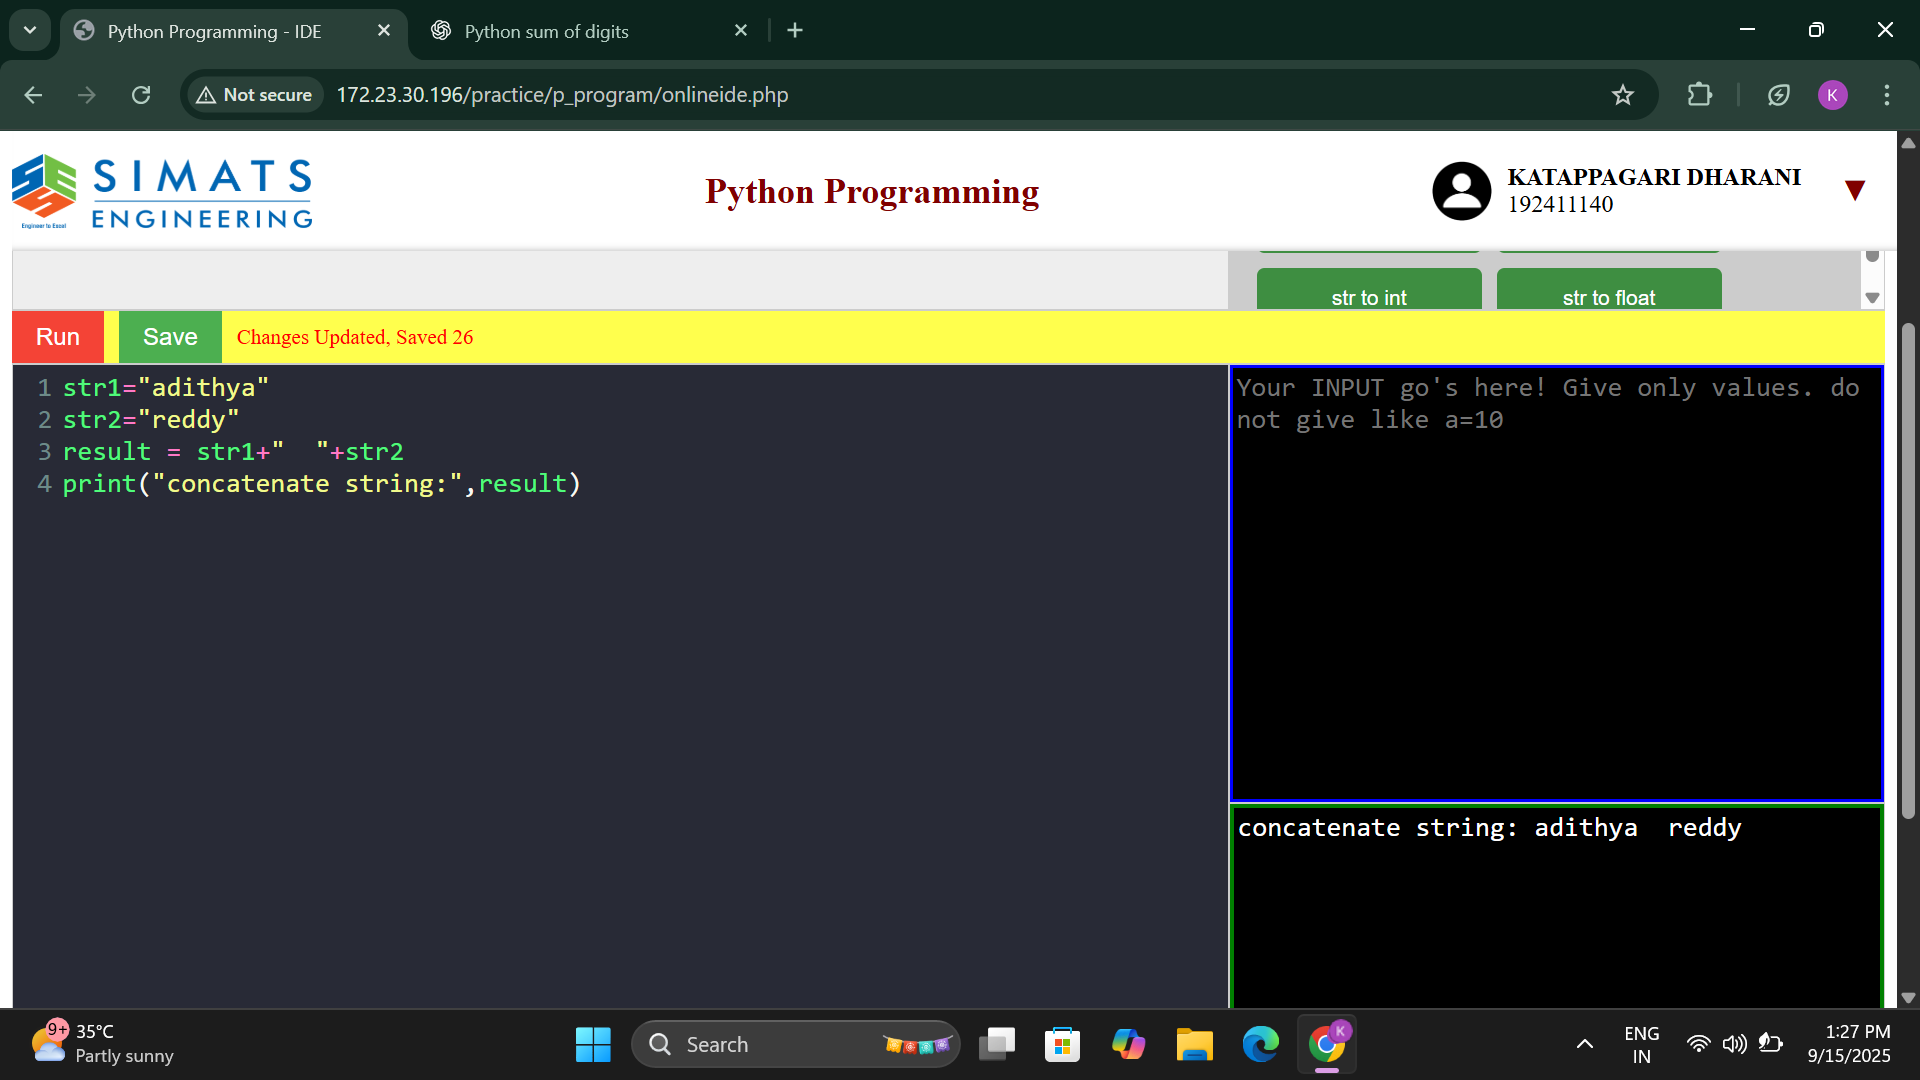 Python Programming - IDE
Python sum of digits
Not secure
172.23.30.196/practice/p_program/onlineide.php
K
SIMATS
ENGINEERING
Engineer to Excel
Python Programming
KATAPPAGARI DHARANI
192411140
str to int
str to float
Run
Save
Changes Updated, Saved 26
1 str1="adithya"
2 str2="reddy"
3 result = str1+"  "+str2
4 print("concatenate string:",result)
Your INPUT go's here! Give only values. do
not give like a=10
concatenate string: adithya  reddy
9+
35°C
Partly sunny
Search
K
ENG
IN
1:27 PM
9/15/2025